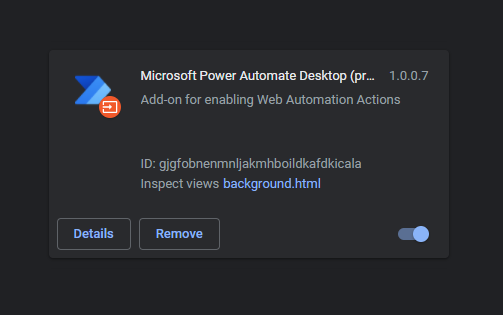 Microsoft Power Automate Desktop (pr... 1.0.0.7
Add-on for enabling Web Automation Actions
ID: gjgfobnenmnljakmhboildkafdkicala
Inspect views background.html
Details Remove